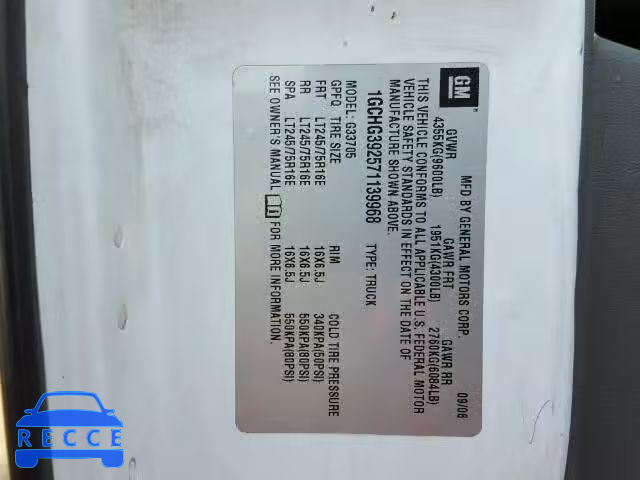 GM
MFD BY GENERAL MOTORS CORP. 09/06
GVWR GAWR FRT GAWR RR
4355KG(9600LB) 1951KG(4300LB) 2760KG(6084LB)
THIS VEHICLE CONFORMS TO ALL APPLICABLE U.S. FEDERAL MOTOR
VEHICLE SAFETY STANDARDS IN EFFECT ON THE DATE OF
MANUFACTURE SHOWN ABOVE.
1GCHG392571139968 TYPE: TRUCK
MODEL: G33705
GPFQ TIRE SIZE RIM COLD TIRE PRESSURE
FRT LT245/75R16E 16X6.5J 340KPA(50PSI)
RR LT245/75R16E 16X6.5J 550KPA(80PSI)
SPA LT245/75R16E 16X6.5J 550KPA(80PSI)
SEE OWNER'S MANUAL FOR MORE INFORMATION.
RECCE